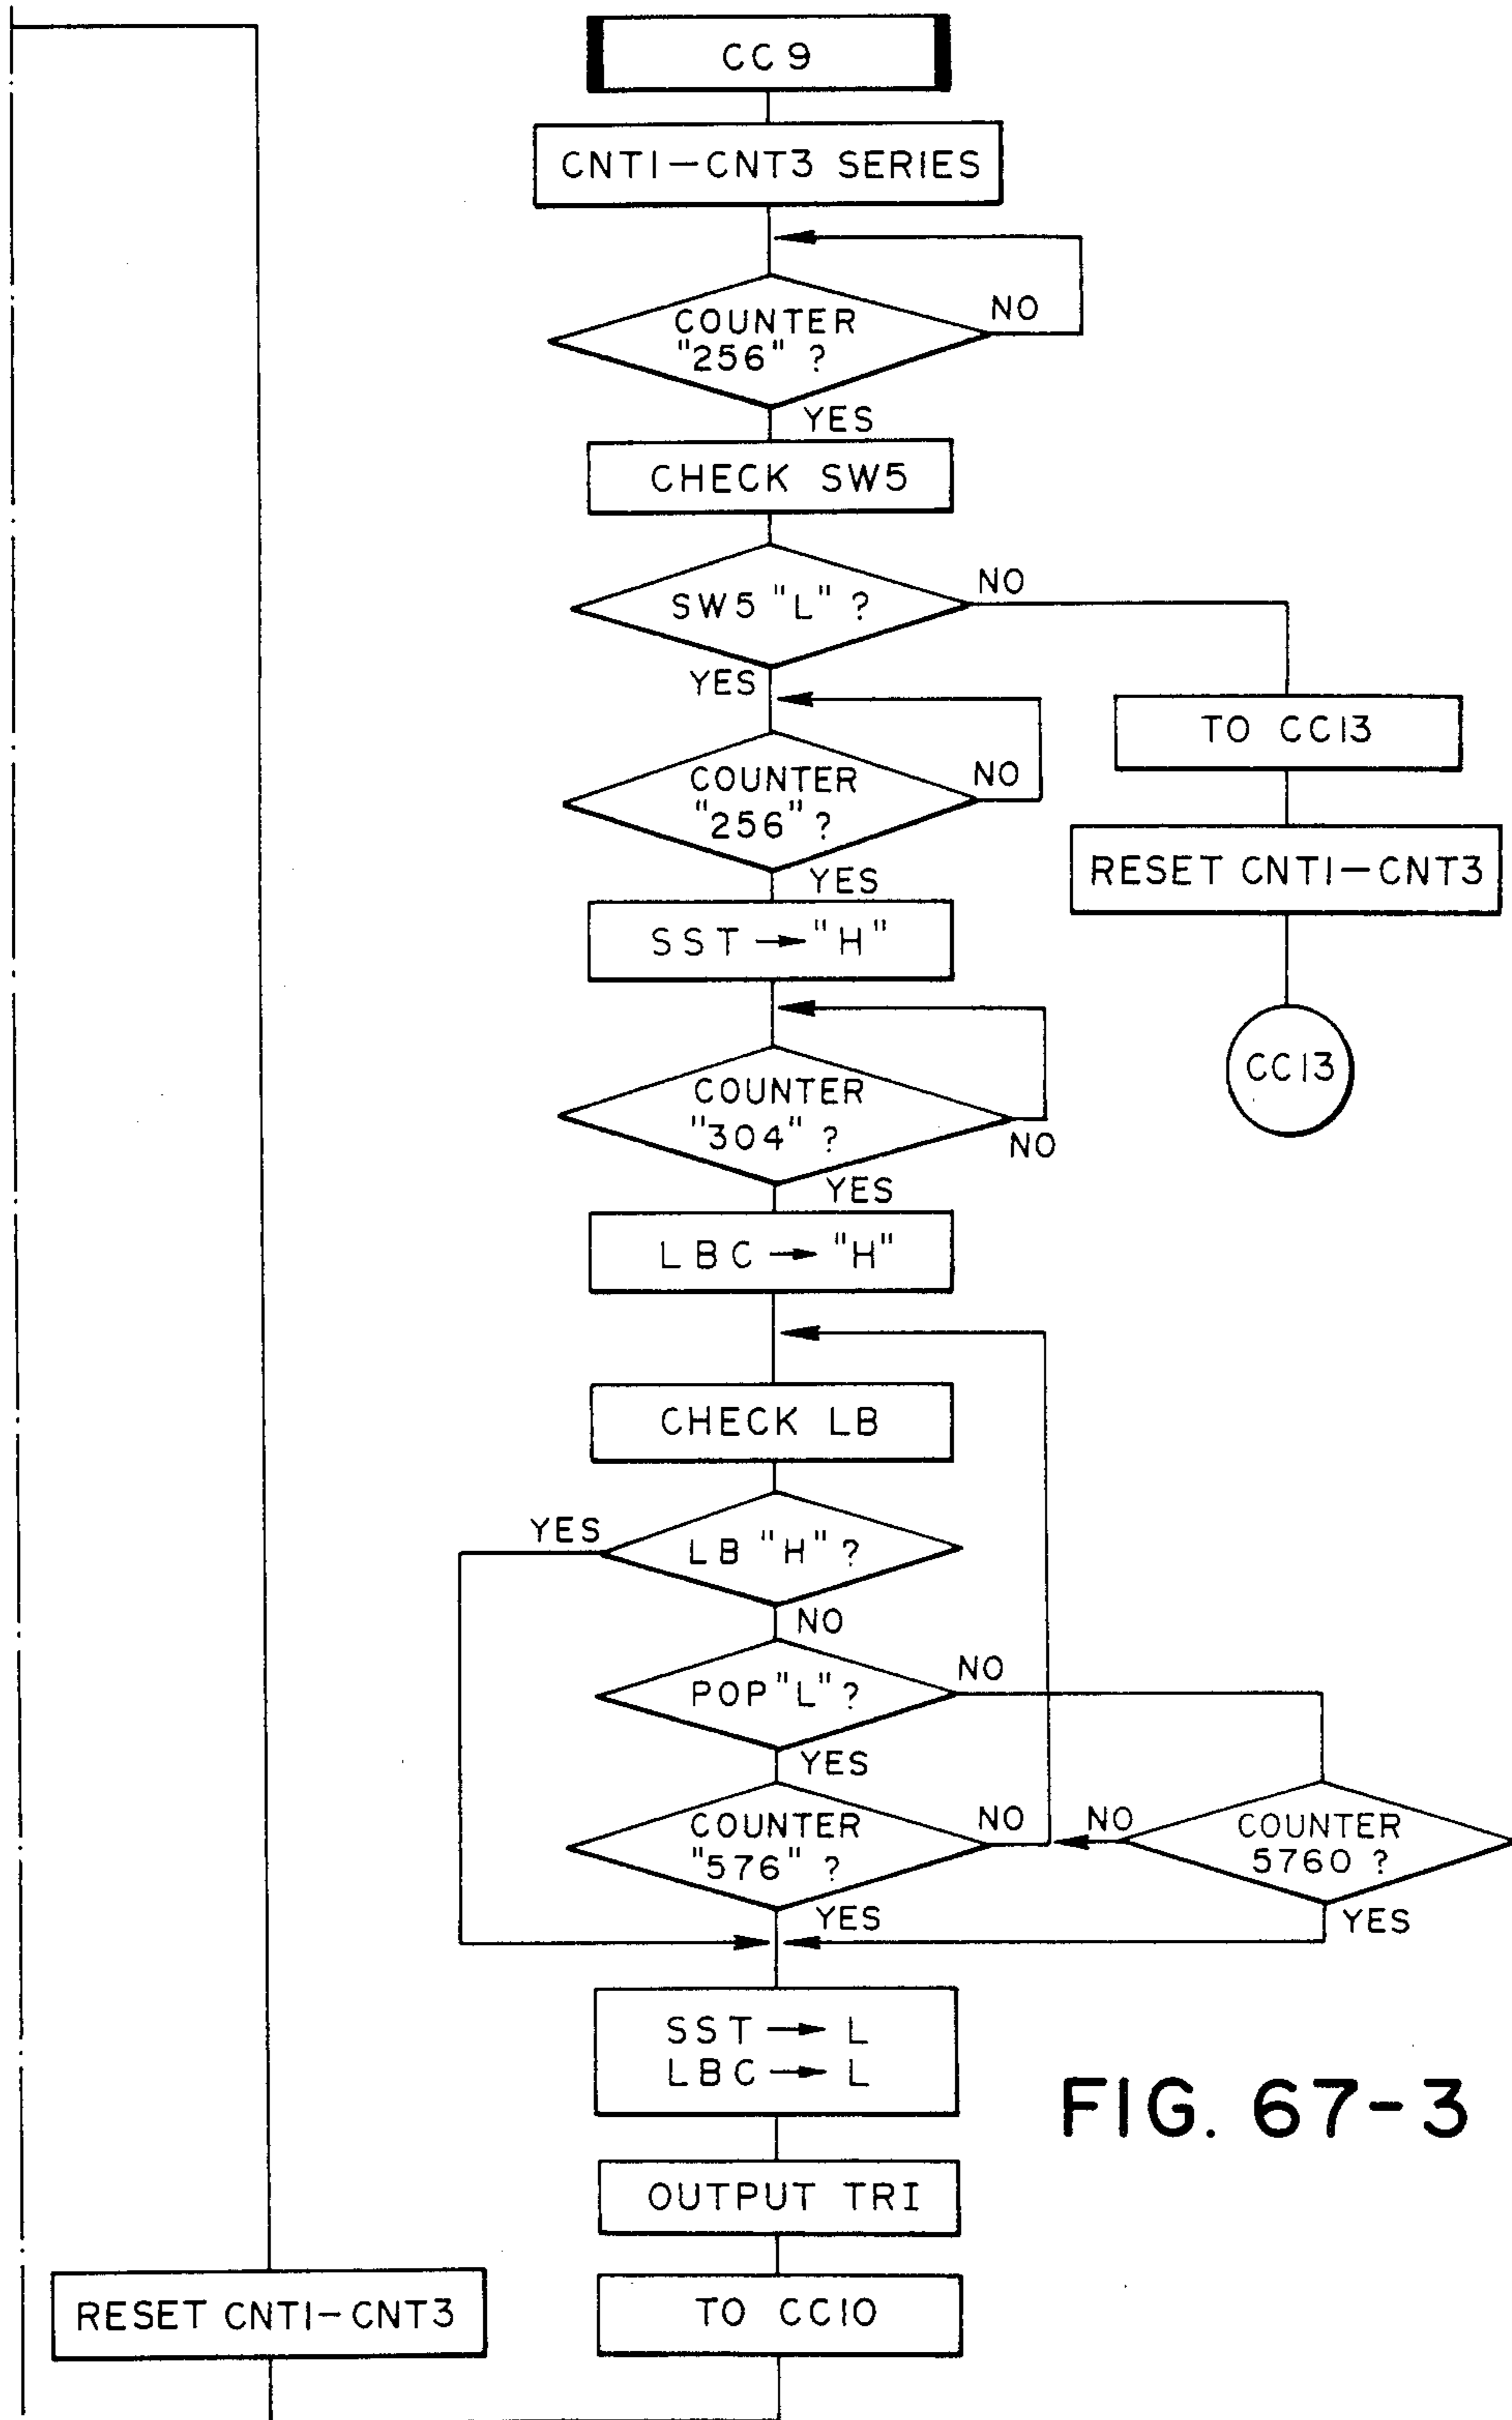 CC9
CNT1-CNT3 SERIES
COUNTER
"256" ?
NO
YES
CHECK SW5
SW5 "L" ?
NO
YES
TO CC13
RESET CNT1-CNT3
CC13
COUNTER
"256" ?
NO
YES
SST → "H"
COUNTER
"304" ?
NO
YES
LBC → "H"
CHECK LB
LB "H" ?
YES
NO
POP "L" ?
NO
YES
COUNTER
"576" ?
NO
YES
NO
COUNTER
5760 ?
YES
SST → L
LBC → L
FIG. 67-3
OUTPUT TRI
TO CC10
RESET CNT1-CNT3